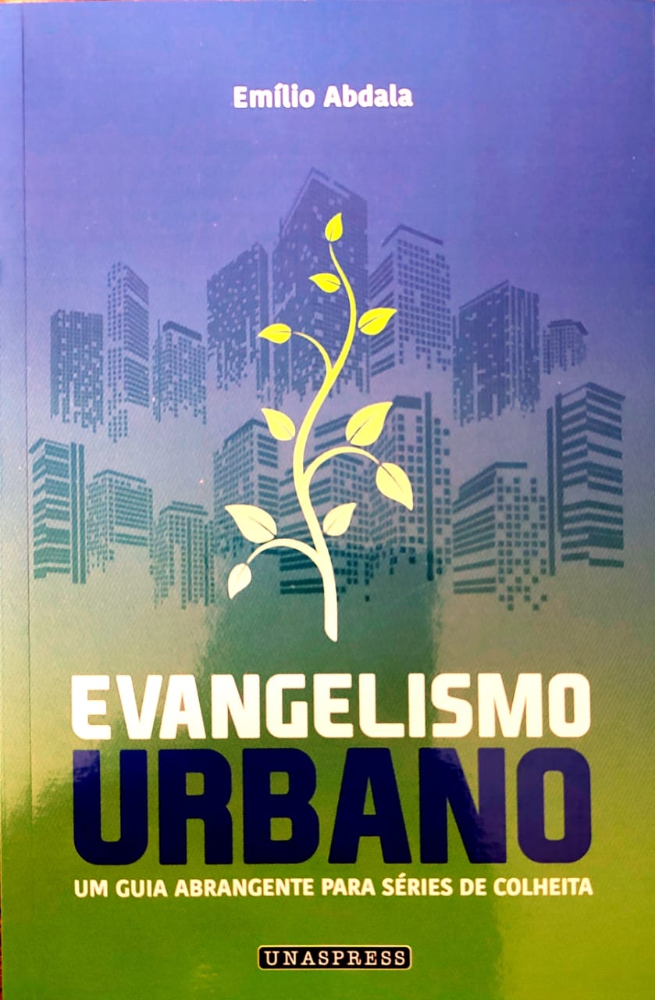 Emílio Abdala
EVANGELISMO
URBANO
UM GUIA ABRANGENTE PARA SÉRIES DE COLHEITA
UNASPRESS